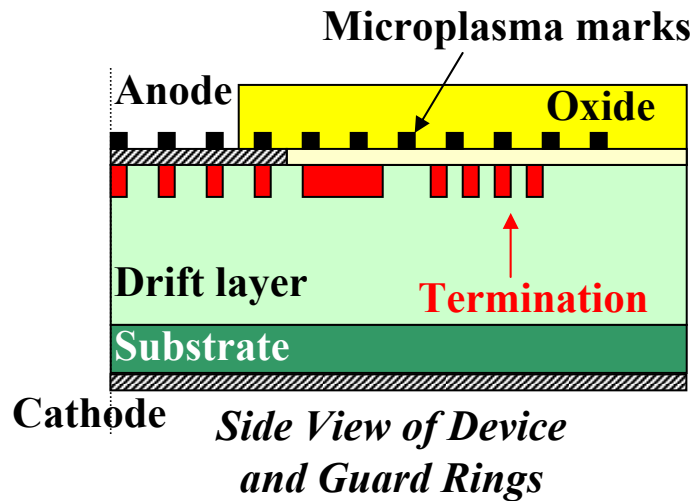 Microplasma marks
Anode
Oxide
Drift layer
Termination
Substrate
Cathode
Side View of Device
and Guard Rings